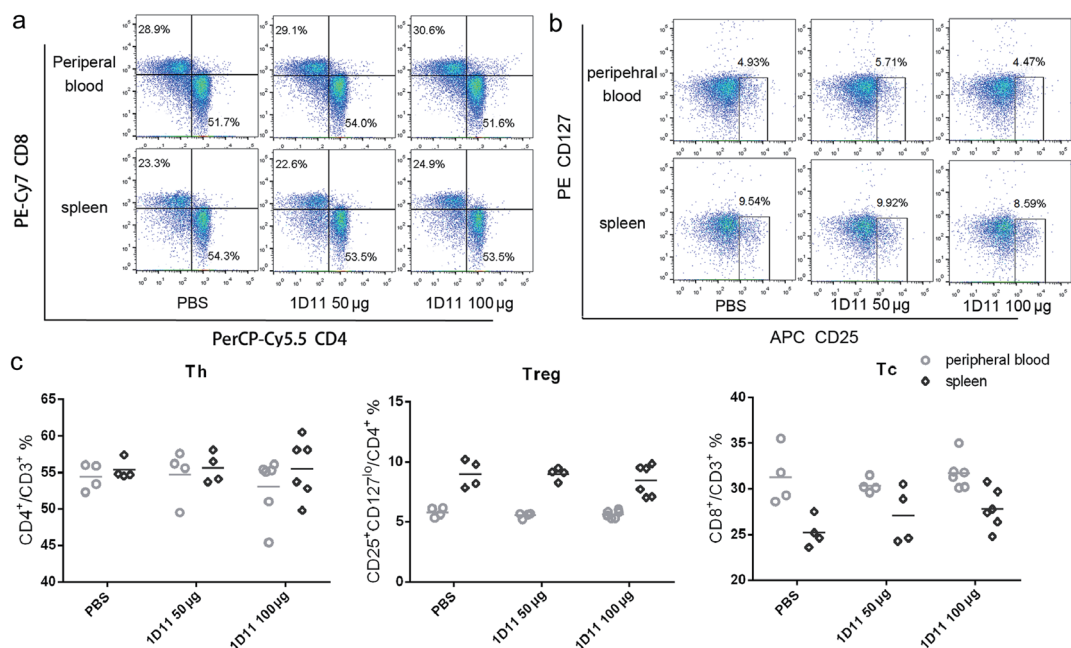 a
PE-Cy7 CD8
Periperal
blood
28.9%
51.7%
29.1%
54.0%
30.6%
51.6%
spleen
23.3%
54.3%
22.6%
53.5%
24.9%
53.5%
PBS
1D11 50 μg
1D11 100 μg
PerCP-Cy5.5 CD4
b
PE CD127
peripehral
blood
4.93%
5.71%
4.47%
spleen
9.54%
9.92%
8.59%
PBS
1D11 50 μg
1D11 100 μg
APC CD25
c
Th
CD4+/CD3+ %
65
60
55
50
45
40
PBS
1D11 50 μg
1D11 100 μg
Treg
CD25+CD127lo/CD4+ %
15
10
5
0
PBS
1D11 50 μg
1D11 100 μg
Tc
peripheral blood
spleen
CD8+/CD3+ %
40
35
30
25
20
PBS
1D11 50 μg
1D11 100 μg